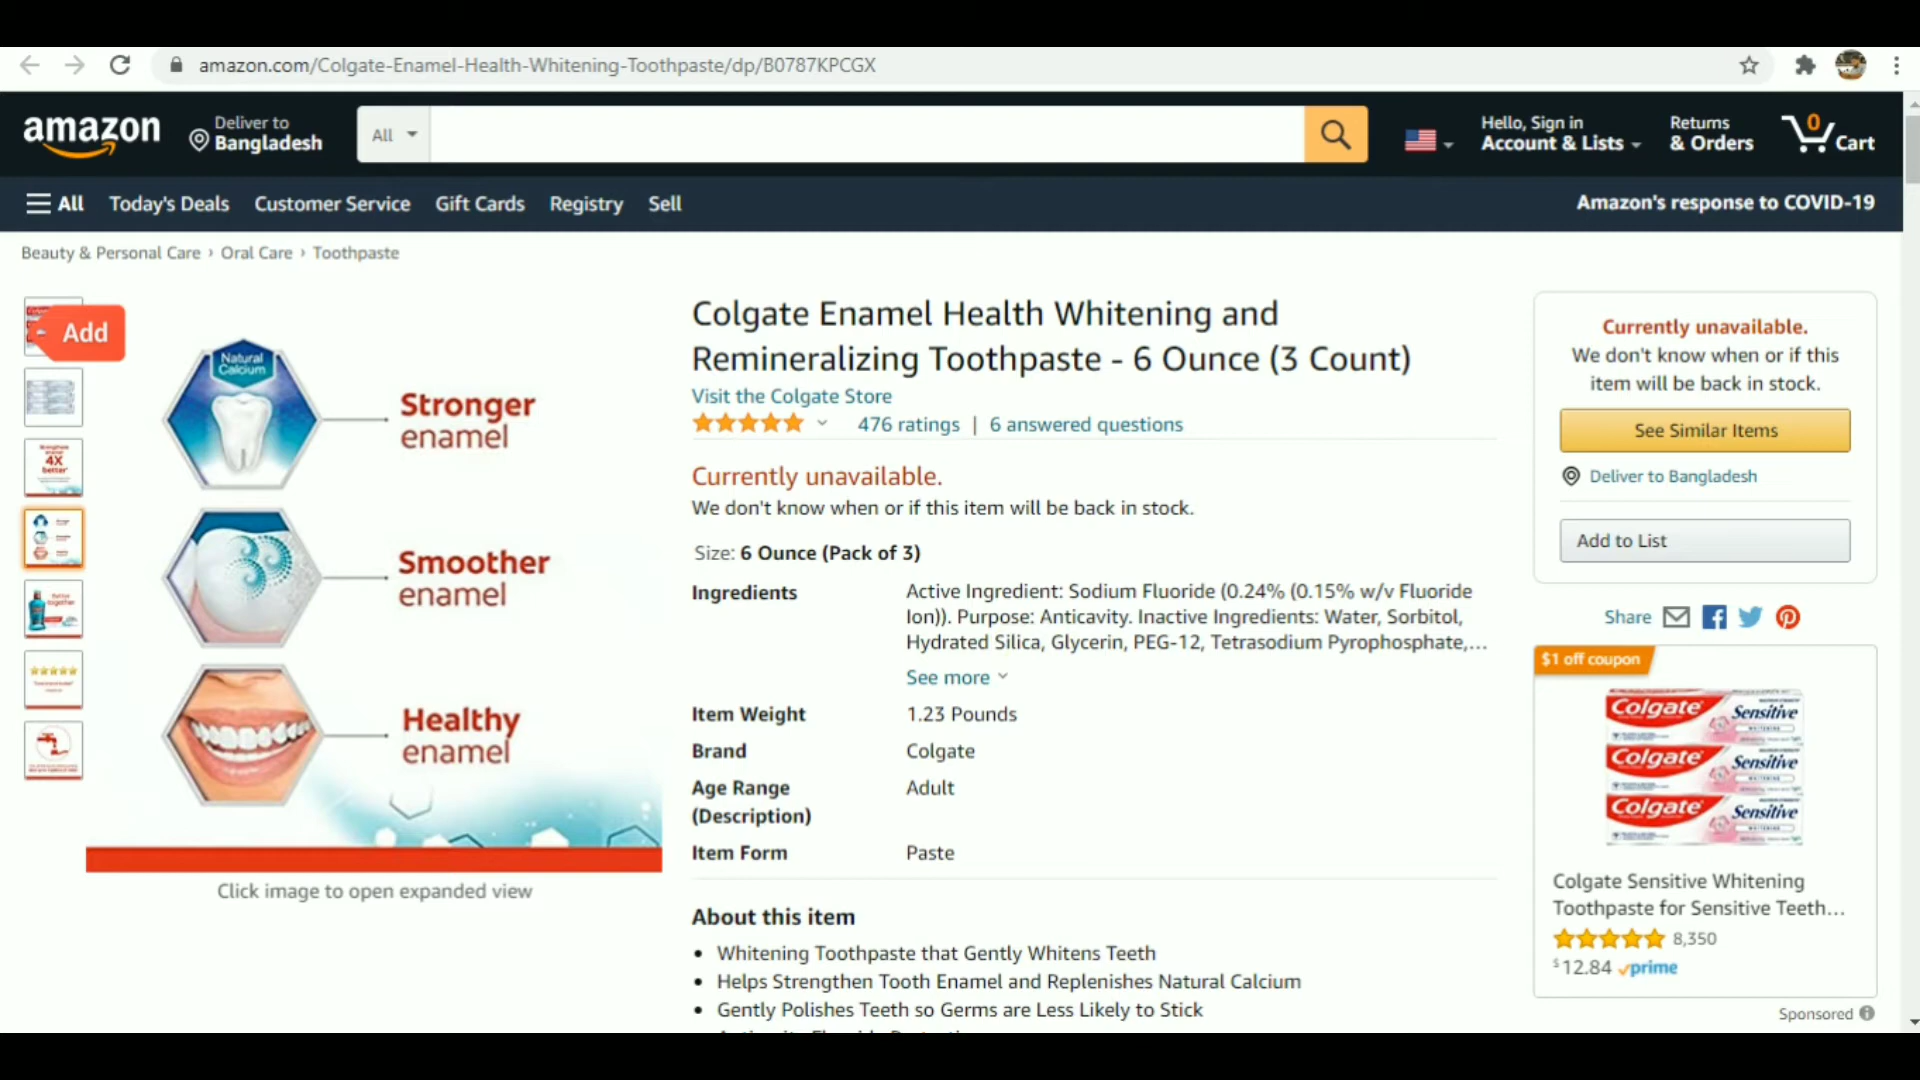 amazon.com/Colgate-Enamel-Health-Whitening-Toothpaste/dp/B0787KPCGX
amazon
Deliver to
Bangladesh
All
Hello, Sign in
Account & Lists
Returns
& Orders
0
Cart
All
Today's Deals
Customer Service
Gift Cards
Registry
Sell
Amazon's response to COVID-19
Beauty & Personal Care › Oral Care › Toothpaste
Add
4X
better
Natural
Calcium
Stronger
enamel
Smoother
enamel
Healthy
enamel
Click image to open expanded view
Colgate Enamel Health Whitening and
Remineralizing Toothpaste - 6 Ounce (3 Count)
Visit the Colgate Store
476 ratings | 6 answered questions
Currently unavailable.
We don't know when or if this item will be back in stock.
Size: 6 Ounce (Pack of 3)
Ingredients
Active Ingredient: Sodium Fluoride (0.24% (0.15% w/v Fluoride
Ion)). Purpose: Anticavity. Inactive Ingredients: Water, Sorbitol,
Hydrated Silica, Glycerin, PEG-12, Tetrasodium Pyrophosphate,...
See more
Item Weight
1.23 Pounds
Brand
Colgate
Age Range
(Description)
Adult
Item Form
Paste
About this item
• Whitening Toothpaste that Gently Whitens Teeth
• Helps Strengthen Tooth Enamel and Replenishes Natural Calcium
• Gently Polishes Teeth so Germs are Less Likely to Stick
Currently unavailable.
We don't know when or if this
item will be back in stock.
See Similar Items
Deliver to Bangladesh
Add to List
Share
$1 off coupon
Colgate Sensitive
WHITENING
Colgate Sensitive
Colgate Sensitive
Colgate Sensitive Whitening
Toothpaste for Sensitive Teeth...
8,350
$12.84 prime
Sponsored